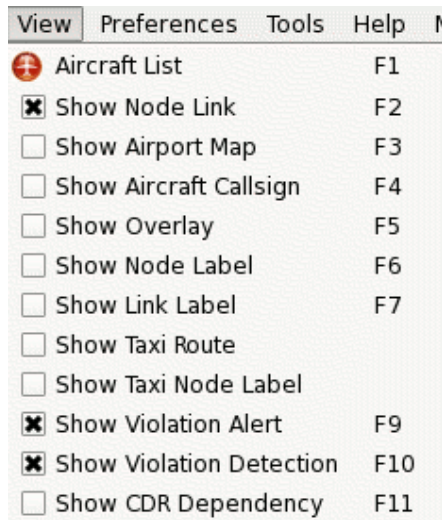 View Preferences Tools Help
Aircraft List F1
Show Node Link F2
Show Airport Map F3
Show Aircraft Callsign F4
Show Overlay F5
Show Node Label F6
Show Link Label F7
Show Taxi Route
Show Taxi Node Label
Show Violation Alert F9
Show Violation Detection F10
Show CDR Dependency F11